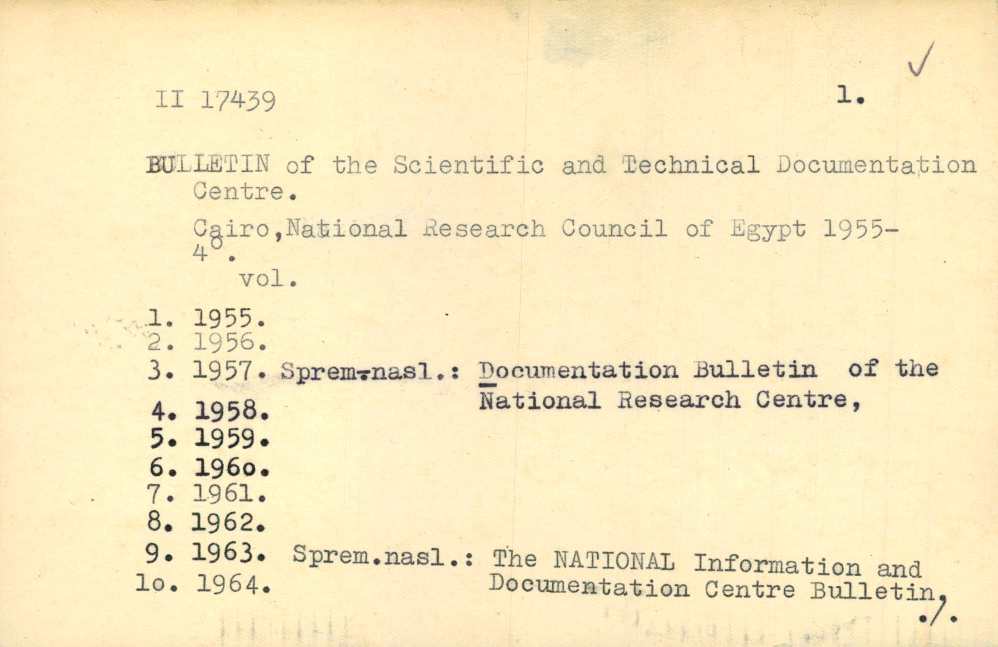 II 17439 1.
BULLETIN of the Scientific and Technical Documentation
Centre.
Cairo,National Research Council of Egypt 1955-
4°.
vol.
1. 1955.
2. 1956.
3. 1957. Sprem.nasl.: Documentation Bulletin of the
National Research Centre,
4. 1958.
5. 1959.
6. 196o.
7. 1961.
8. 1962.
9. 1963. Sprem.nasl.: The NATIONAL Information and
1o. 1964. Documentation Centre Bulletin,
./.